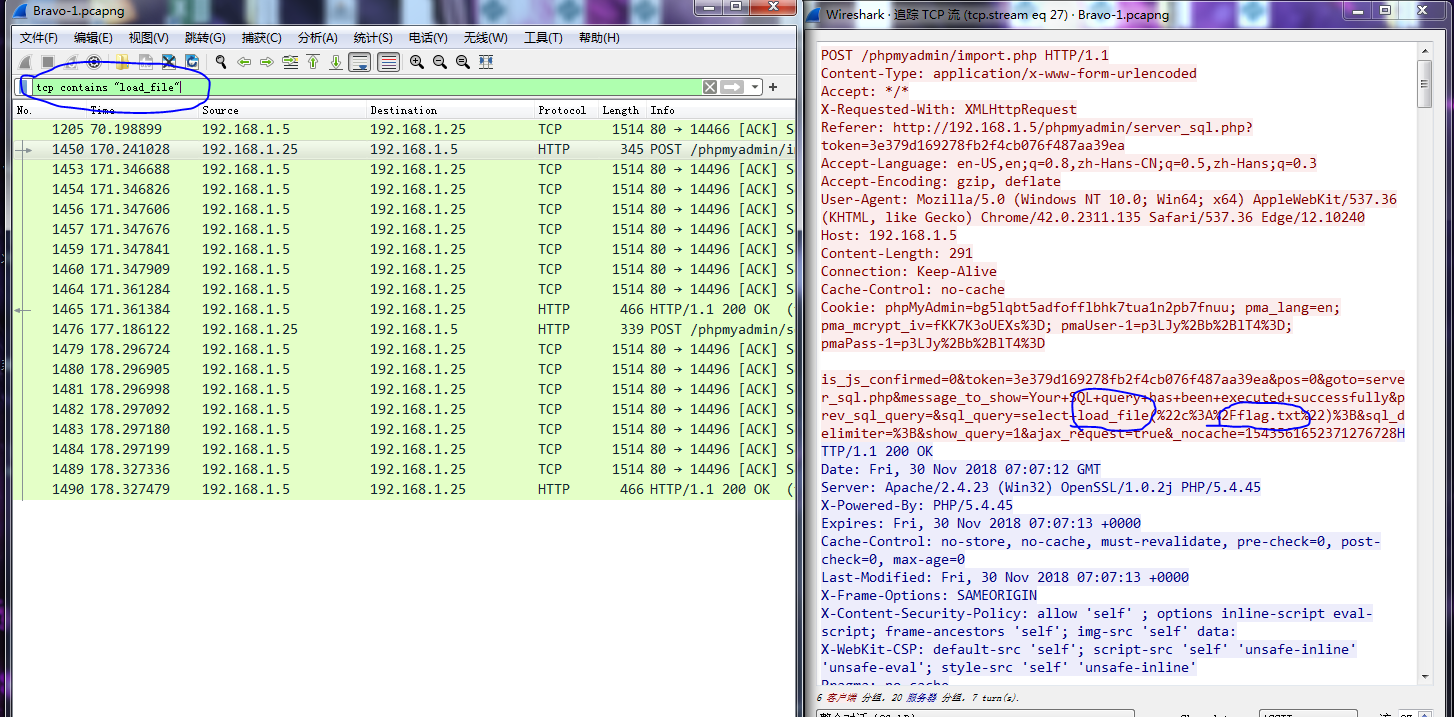 Bravo-1.pcapng
文件(F) 编辑(E) 视图(V) 跳转(G) 捕获(C) 分析(A) 统计(S) 电话(Y) 无线(W) 工具(T) 帮助(H)
tcp contains "load_file"
No. Time Source Destination Protocol Length Info
1205 70.198899 192.168.1.5 192.168.1.25 TCP 1514 80 → 14466 [ACK] S
1450 170.241028 192.168.1.25 192.168.1.5 HTTP 345 POST /phpmyadmin/i
1453 171.346688 192.168.1.5 192.168.1.25 TCP 1514 80 → 14496 [ACK] S
1454 171.346826 192.168.1.5 192.168.1.25 TCP 1514 80 → 14496 [ACK] S
1456 171.347606 192.168.1.5 192.168.1.25 TCP 1514 80 → 14496 [ACK] S
1457 171.347676 192.168.1.5 192.168.1.25 TCP 1514 80 → 14496 [ACK] S
1459 171.347841 192.168.1.5 192.168.1.25 TCP 1514 80 → 14496 [ACK] S
1460 171.347909 192.168.1.5 192.168.1.25 TCP 1514 80 → 14496 [ACK] S
1464 171.361284 192.168.1.5 192.168.1.25 TCP 1514 80 → 14496 [ACK] S
1465 171.361384 192.168.1.5 192.168.1.25 HTTP 466 HTTP/1.1 200 OK (
1476 177.186122 192.168.1.25 192.168.1.5 HTTP 339 POST /phpmyadmin/s
1479 178.296724 192.168.1.5 192.168.1.25 TCP 1514 80 → 14496 [ACK] S
1480 178.296905 192.168.1.5 192.168.1.25 TCP 1514 80 → 14496 [ACK] S
1481 178.296998 192.168.1.5 192.168.1.25 TCP 1514 80 → 14496 [ACK] S
1482 178.297092 192.168.1.5 192.168.1.25 TCP 1514 80 → 14496 [ACK] S
1483 178.297180 192.168.1.5 192.168.1.25 TCP 1514 80 → 14496 [ACK] S
1484 178.297199 192.168.1.5 192.168.1.25 TCP 1514 80 → 14496 [ACK] S
1489 178.327336 192.168.1.5 192.168.1.25 TCP 1514 80 → 14496 [ACK] S
1490 178.327479 192.168.1.5 192.168.1.25 HTTP 466 HTTP/1.1 200 OK (
Wireshark · 追踪 TCP 流 (tcp.stream eq 27) · Bravo-1.pcapng
POST /phpmyadmin/import.php HTTP/1.1
Content-Type: application/x-www-form-urlencoded
Accept: */*
X-Requested-With: XMLHttpRequest
Referer: http://192.168.1.5/phpmyadmin/server_sql.php?
token=3e379d169278fb2f4cb076f487aa39ea
Accept-Language: en-US,en;q=0.8,zh-Hans-CN;q=0.5,zh-Hans;q=0.3
Accept-Encoding: gzip, deflate
User-Agent: Mozilla/5.0 (Windows NT 10.0; Win64; x64) AppleWebKit/537.36
(KHTML, like Gecko) Chrome/42.0.2311.135 Safari/537.36 Edge/12.10240
Host: 192.168.1.5
Content-Length: 291
Connection: Keep-Alive
Cache-Control: no-cache
Cookie: phpMyAdmin=bg5lqbt5adfofflbhk7tua1n2pb7fnuu; pma_lang=en;
pma_mcrypt_iv=fKK7K3oUEXs%3D; pmaUser-1=p3LJy%2Bb%2BlT4%3D;
pmaPass-1=p3LJy%2Bb%2BlT4%3D
is_js_confirmed=0&token=3e379d169278fb2f4cb076f487aa39ea&pos=0&goto=serve
r_sql.php&message_to_show=Your+SQL+query+has+been+executed+successfully&p
rev_sql_query=&sql_query=select+load_file(%22c%3A%2Fflag.txt%22)%3B&sql_d
elimiter=%3B&show_query=1&ajax_request=true&_nocache=1543561652371276728H
TTP/1.1 200 OK
Date: Fri, 30 Nov 2018 07:07:12 GMT
Server: Apache/2.4.23 (Win32) OpenSSL/1.0.2j PHP/5.4.45
X-Powered-By: PHP/5.4.45
Expires: Fri, 30 Nov 2018 07:07:13 +0000
Cache-Control: no-store, no-cache, must-revalidate, pre-check=0, post-
check=0, max-age=0
Last-Modified: Fri, 30 Nov 2018 07:07:13 +0000
X-Frame-Options: SAMEORIGIN
X-Content-Security-Policy: allow 'self' ; options inline-script eval-
script; frame-ancestors 'self'; img-src 'self' data:
X-WebKit-CSP: default-src 'self'; script-src 'self' 'unsafe-inline'
'unsafe-eval'; style-src 'self' 'unsafe-inline'
Pragma: no-cache
6 客户端 分组, 20 服务器 分组, 7 turn(s).